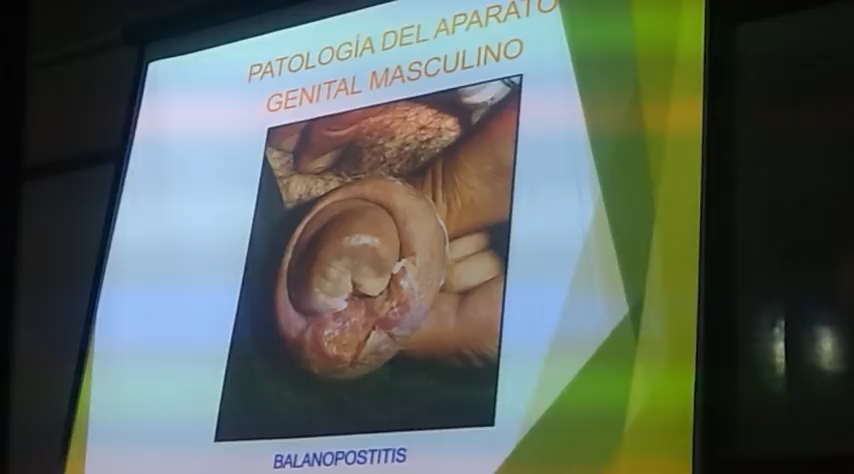 PATOLOGÍA DEL APARATO
GENITAL MASCULINO
BALANOPOSTITIS